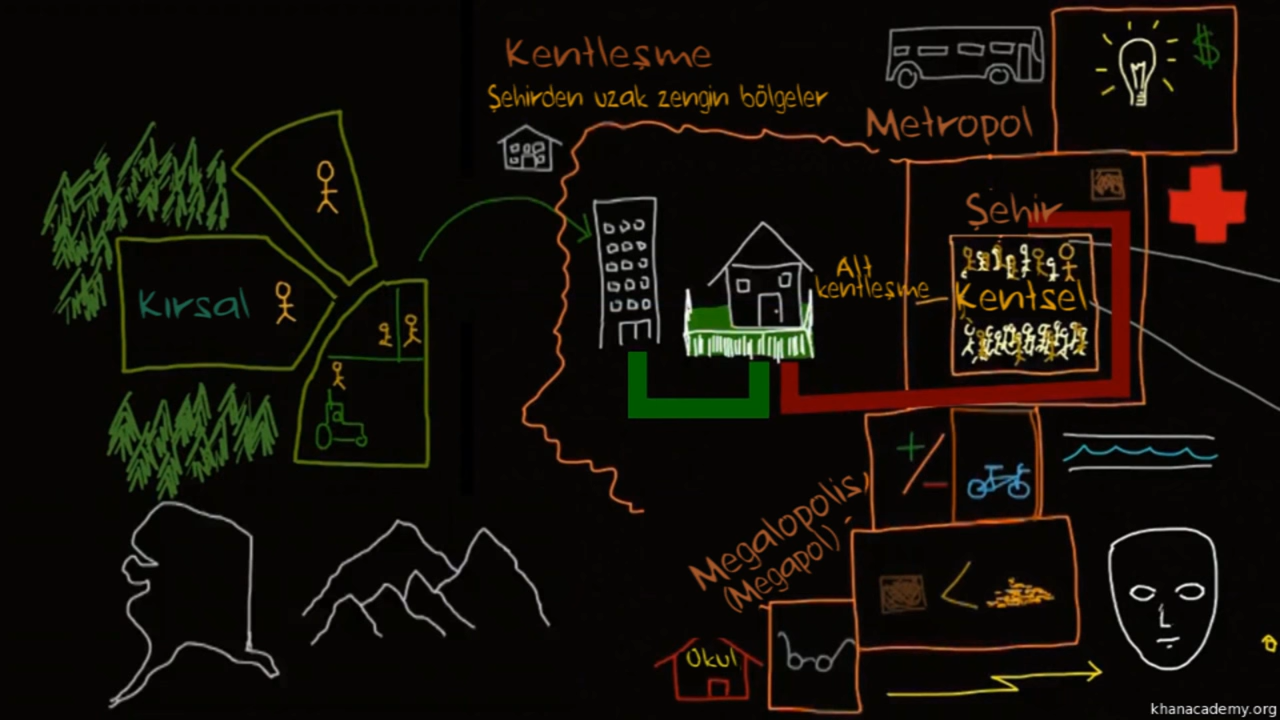 Kentleşme
Şehirden uzak zengin bölgeler
$
Metropol
Şehir
Kırsal
Alt
kentleşme
Kentsel
+
/
-
Megalopolis,
(Megapol)
<
Okul
khanacademy.org